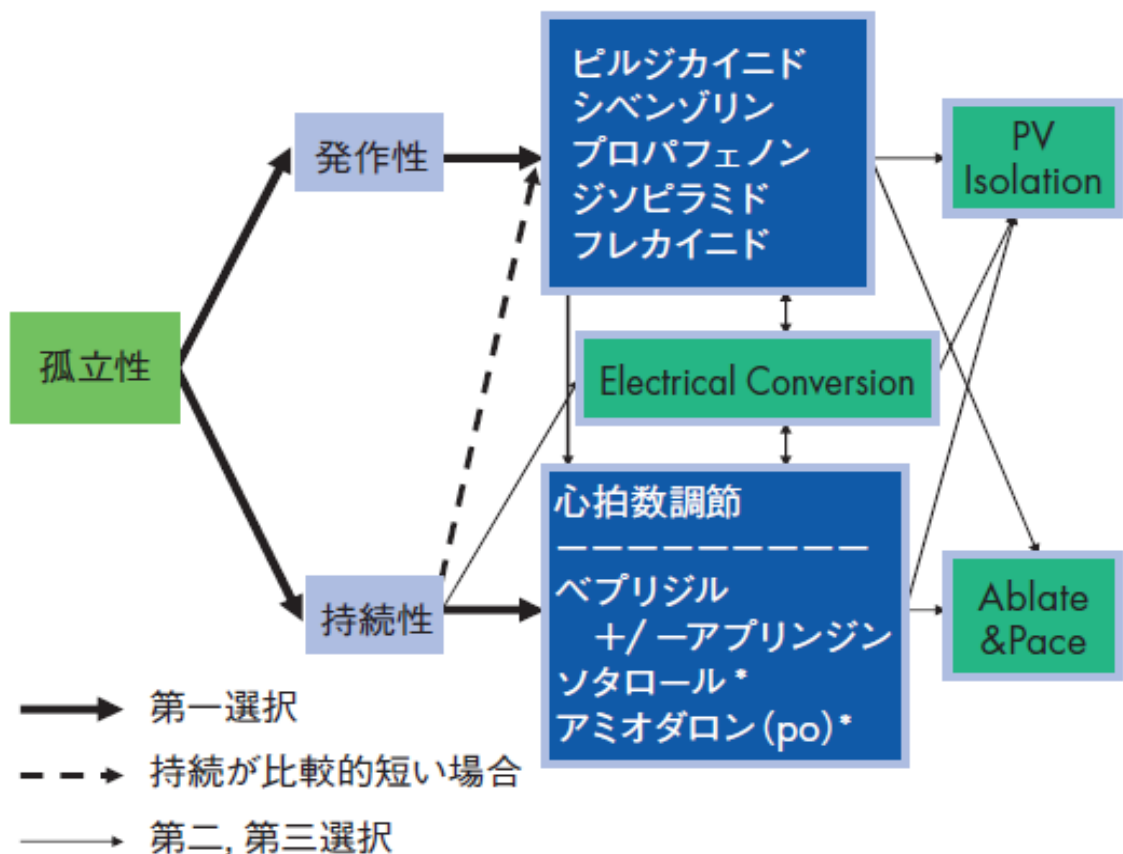 ピルジカイニド
シベンゾリン
プロパフェノン
ジソピラミド
フレカイニド
発作性
PV
Isolation
孤立性
Electrical Conversion
心拍数調節
ーーーーーーーーー
ベプリジル
+/ーアプリンジン
ソタロール*
アミオダロン(po)*
持続性
Ablate
&Pace
第一選択
持続が比較的短い場合
第二, 第三選択